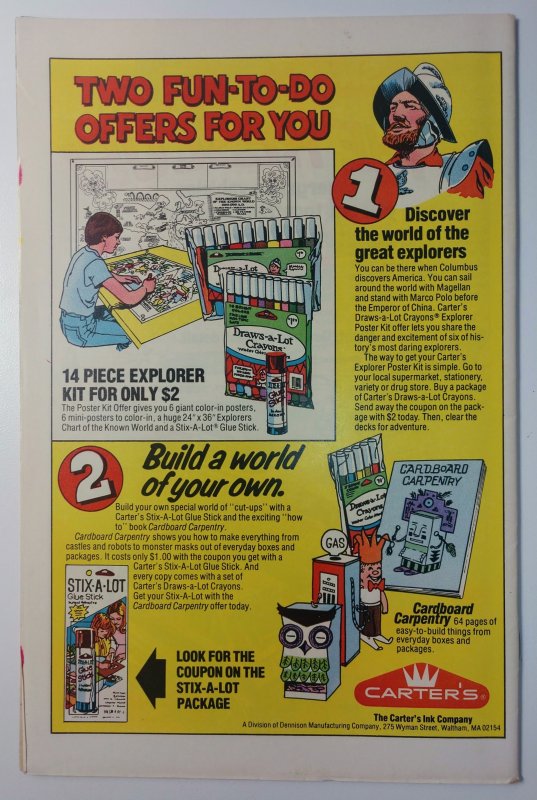 TWO FUN-TO-DO
OFFERS FOR YOU
1
Discover
the world of the
great explorers
You can be there when Columbus
discovers America. You can sail
around the world with Magellan
and stand with Marco Polo before
the Emperor of China. Carter's
Draws-a-Lot Crayons® Explorer
Poster Kit offer lets you share the
danger and excitement of six of his-
tory's most daring explorers.
The way to get your Carter's
Explorer Poster Kit is simple. Go to
your local supermarket, stationery,
variety or drug store. Buy a package
of Carter's Draws-a-Lot Crayons.
Send away the coupon on the pack-
age with $2 today. Then, clear the
decks for adventure.
Draws-a-Lot
Draws-a-Lot
Crayons
14 PIECE EXPLORER
KIT FOR ONLY $2
The Poster Kit Offer gives you 6 giant color-in posters,
6 mini-posters to color-in, a huge 24" x 36" Explorers
Chart of the Known World and a Stix-A-Lot® Glue Stick.
2
Build a world
of your own.
Build your own special world of "cut-ups" with a
Carter's Stix-A-Lot Glue Stick and the exciting "how
to" book Cardboard Carpentry.
Cardboard Carpentry shows you how to make everything from
castles and robots to monster masks out of everyday boxes and
packages. It costs only $1.00 with the coupon you get with a
Carter's Stix-A-Lot Glue Stick. And
every copy comes with a set of
Carter's Draws-a-Lot Crayons.
Get your Stix-A-Lot with the
Cardboard Carpentry offer today.
STIX-A-LOT
Glue Stick
LOOK FOR THE
COUPON ON THE
STIX-A-LOT
PACKAGE
Draws-a-Lot
CARDBOARD
CARPENTRY
GAS
Cardboard
Carpentry 64 pages of
easy-to-build things from
everyday boxes and
packages.
CARTER'S®
The Carter's Ink Company
A Division of Dennison Manufacturing Company, 275 Wyman Street, Waltham, MA 02154